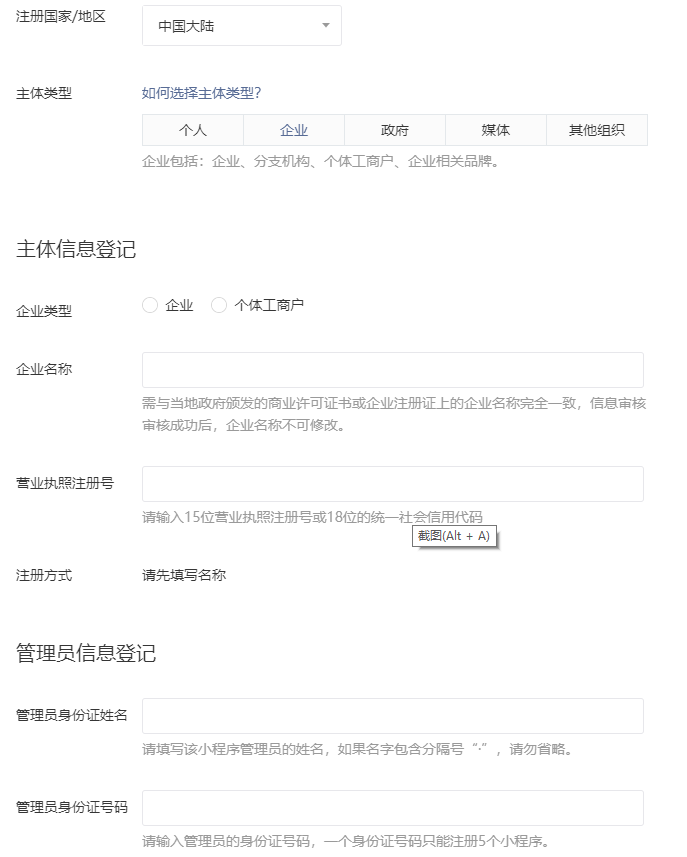 注册国家/地区 中国大陆
主体类型 如何选择主体类型？
个人 企业 政府 媒体 其他组织
企业包括：企业、分支机构、个体工商户、企业相关品牌。
主体信息登记
企业类型 企业 个体工商户
企业名称
需与当地政府颁发的商业许可证书或企业注册证上的企业名称完全一致，信息审核
审核成功后，企业名称不可修改。
营业执照注册号
请输入15位营业执照注册号或18位的统一社会信用代码
截图(Alt + A)
注册方式 请先填写名称
管理员信息登记
管理员身份证姓名
请填写该小程序管理员的姓名，如果名字包含分隔号“·”，请勿省略。
管理员身份证号码
请输入管理员的身份证号码，一个身份证号码只能注册5个小程序。